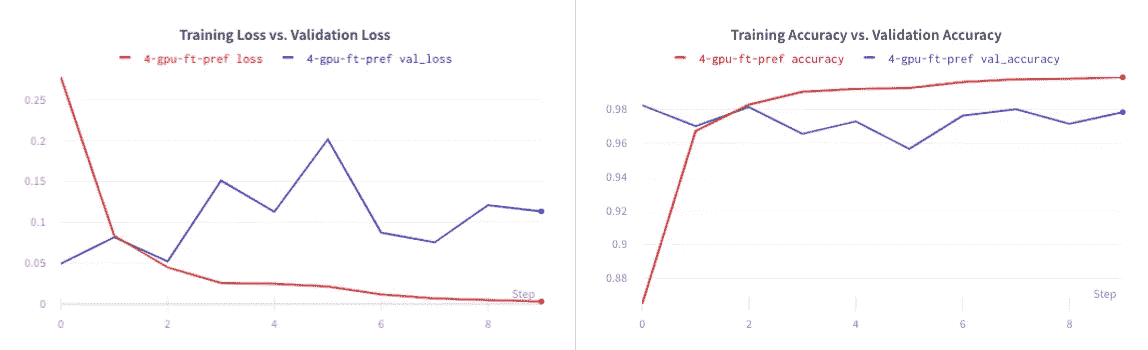 Training Loss vs. Validation Loss
4-gpu-ft-pref loss 4-gpu-ft-pref val_loss
0.25
0.2
0.15
0.1
0.05
0
Step
0 2 4 6 8
Training Accuracy vs. Validation Accuracy
4-gpu-ft-pref accuracy 4-gpu-ft-pref val_accuracy
0.98
0.96
0.94
0.92
0.9
0.88
Step
0 2 4 6 8